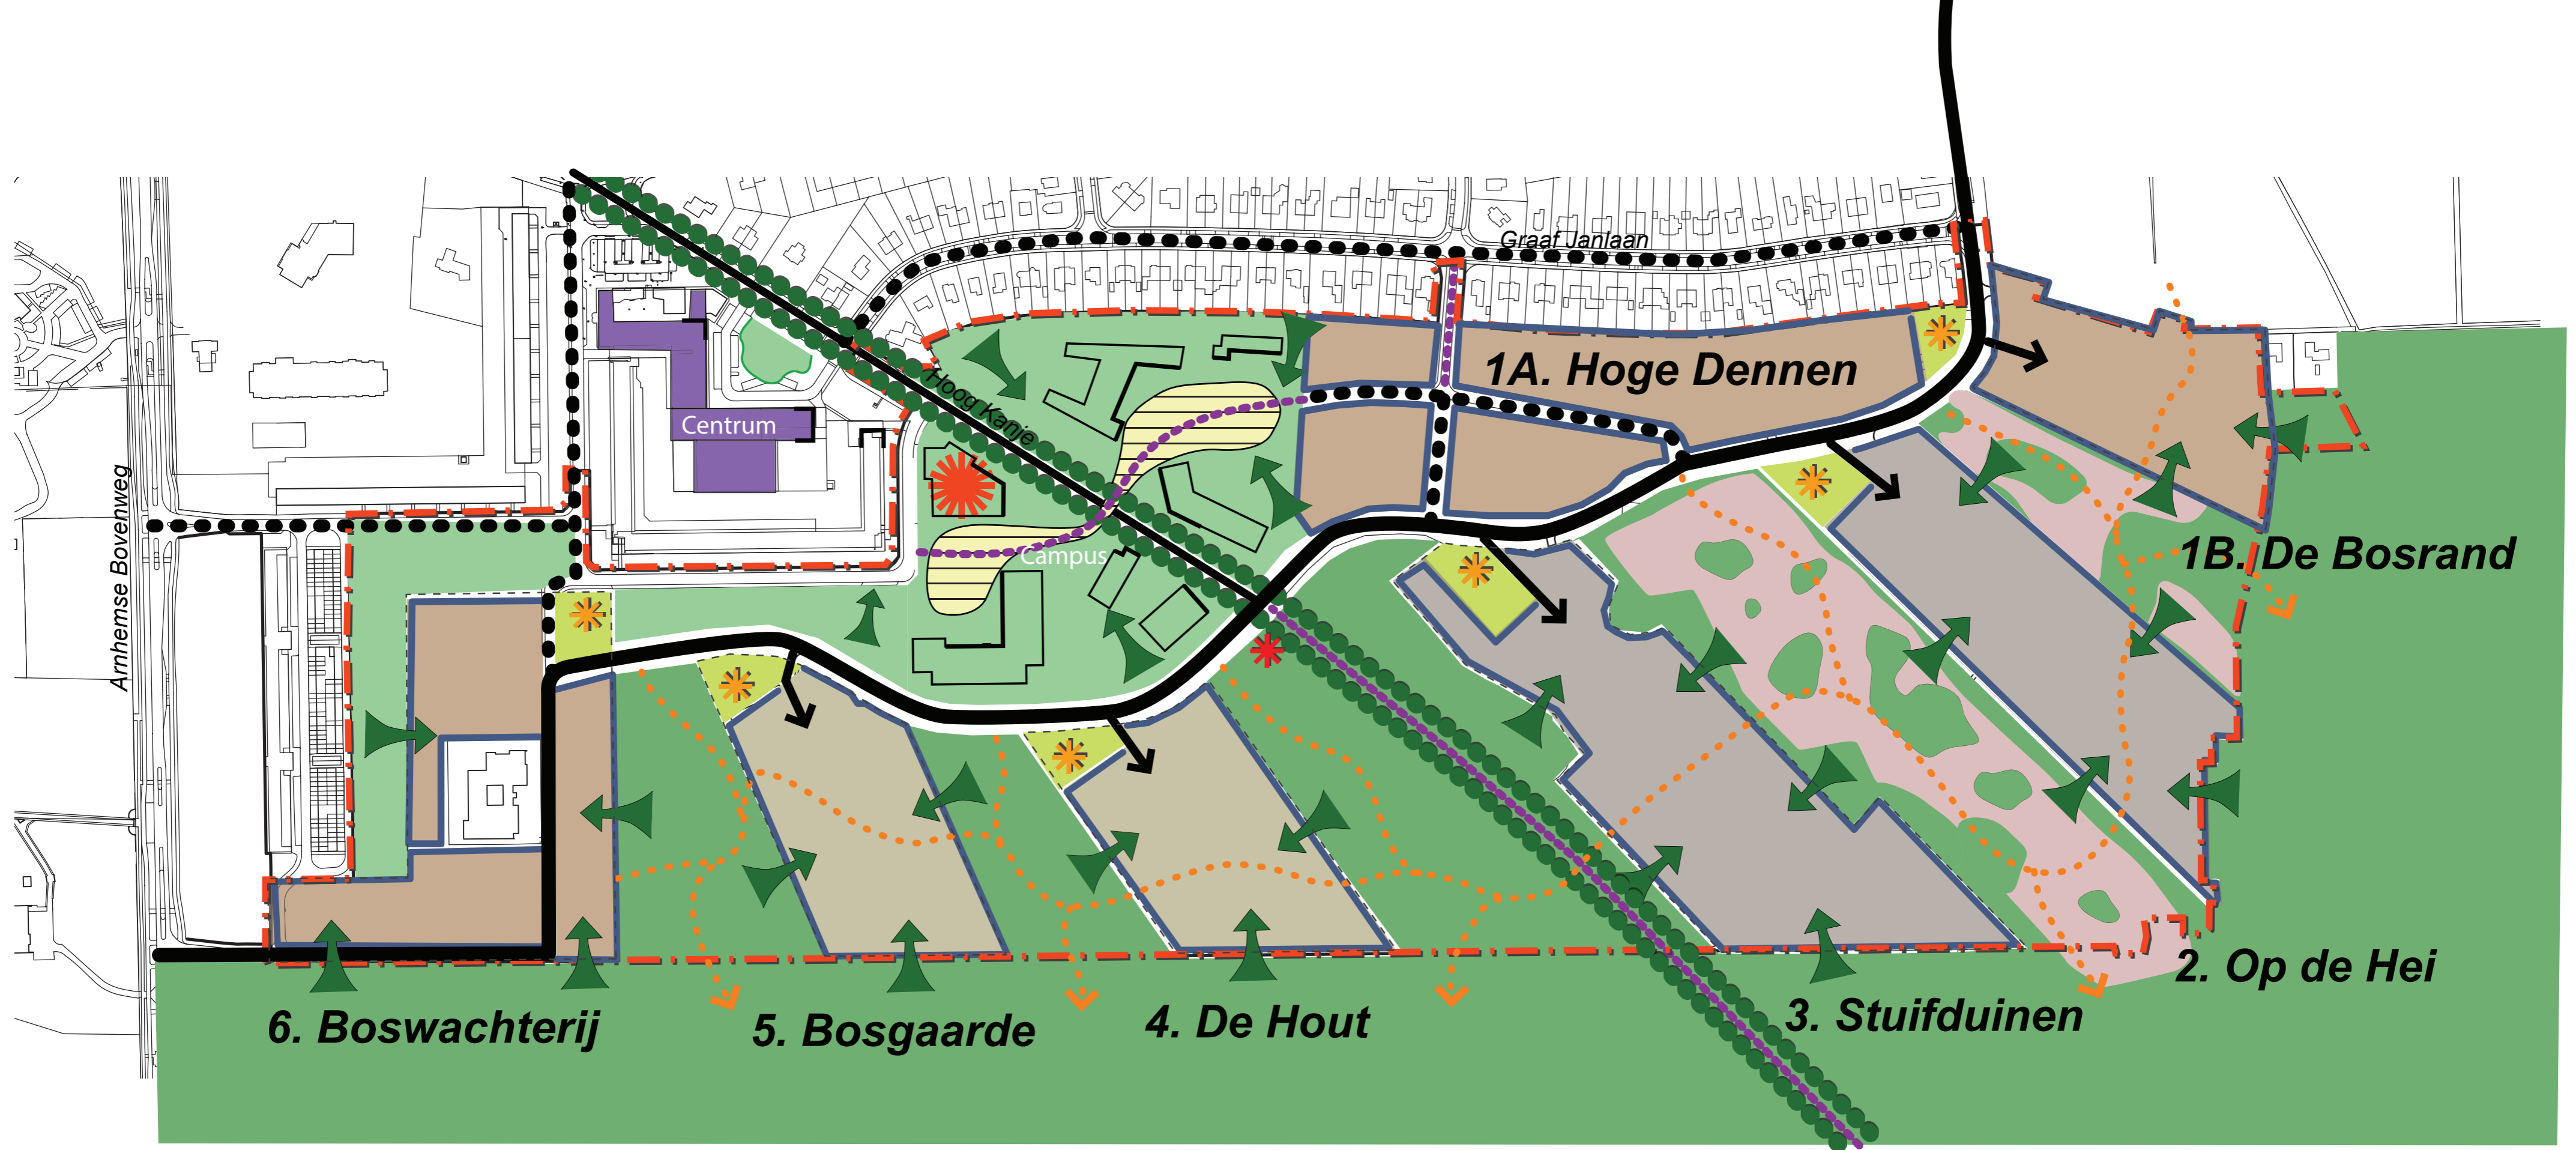 Graaf Janlaan
1A. Hoge Dennen
Hoog Kanje
Centrum
Arnhemse Bovenweg
Campus
1B. De Bosrand
2. Op de Hei
3. Stuifduinen
4. De Hout
5. Bosgaarde
6. Boswachterij